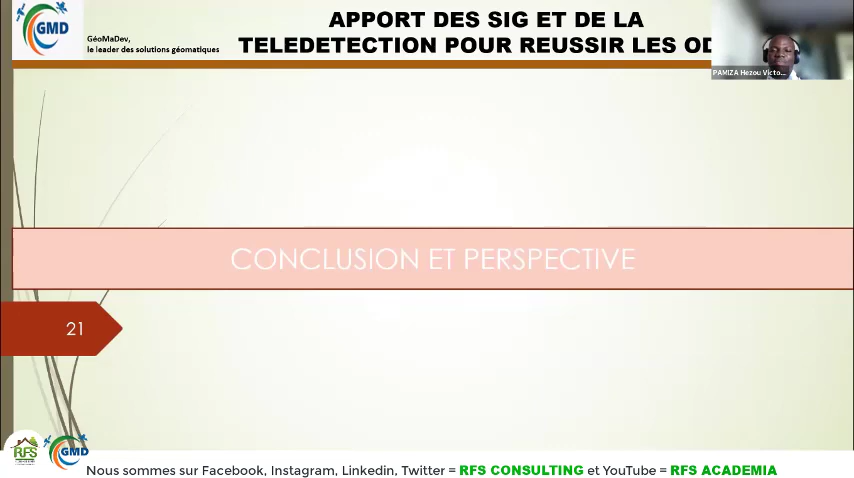 GMD
GéoMaDev,
le leader des solutions géomatiques
APPORT DES SIG ET DE LA
TELEDETECTION POUR REUSSIR LES OD
PAMIZA Hezou Victo...
CONCLUSION ET PERSPECTIVE
21
RFS
GMD
Nous sommes sur Facebook, Instagram, Linkedin, Twitter = RFS CONSULTING et YouTube = RFS ACADEMIA